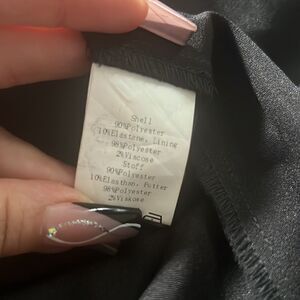 Shell
90%Polyester
10%Elastane, Lining
98%Polyester
2%Viscose
Stoff
90%Polyester
10%Elasthan, Futter
98%Polyester
2%Viskose